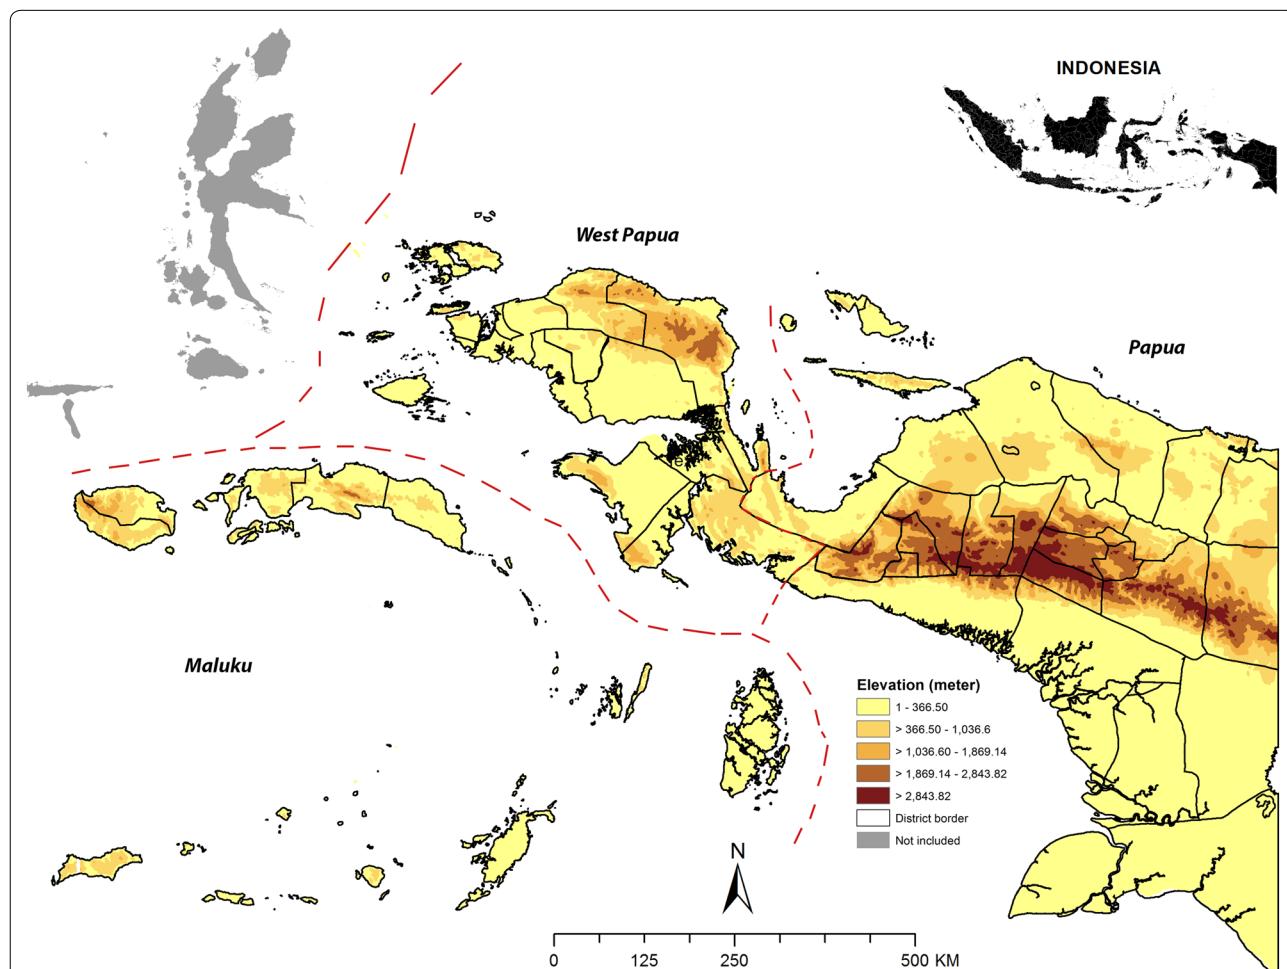 INDONESIA
West Papua
Papua
Maluku
Elevation (meter)
1 - 366.50
> 366.50 - 1,036.6
> 1,036.60 - 1,869.14
> 1,869.14 - 2,843.82
> 2,843.82
District border
Not included
N
0 125 250 500 KM